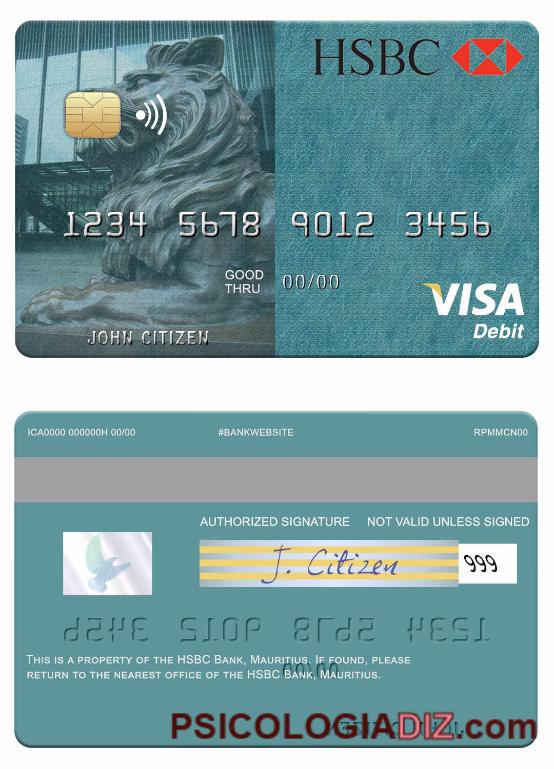 HSBC
1234 5678 9012 3456
GOOD
THRU
00/00
VISA
Debit
JOHN CITIZEN
ICA0000 000000H 00/00 #BANKWEBSITE RPMMCN00
AUTHORIZED SIGNATURE NOT VALID UNLESS SIGNED
J. Citizen 999
THIS IS A PROPERTY OF THE HSBC BANK, MAURITIUS. IF FOUND, PLEASE
RETURN TO THE NEAREST OFFICE OF THE HSBC BANK, MAURITIUS.
PSICOLOGIADIZ.com